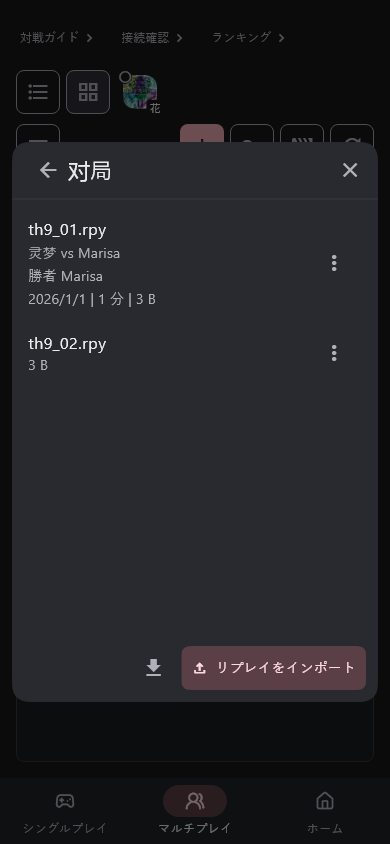 対戦ガイド
接続確認
ランキング
花
对局
th9_01.rpy
灵梦 vs Marisa
勝者 Marisa
2026/1/1 | 1 分 | 3 B
th9_02.rpy
3 B
リプレイをインポート
シングルプレイ
マルチプレイ
ホーム